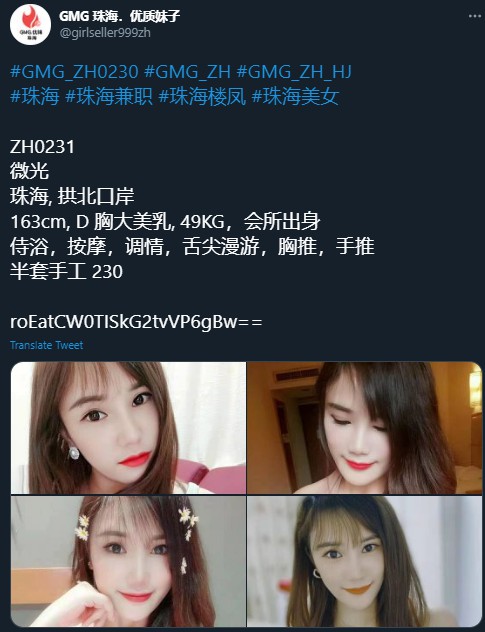 GMG 珠海. 优质妹子
@girlseller999zh
#GMG_ZH0230 #GMG_ZH #GMG_ZH_HJ
#珠海 #珠海兼职 #珠海楼凤 #珠海美女
ZH0231
微光
珠海, 拱北口岸
163cm, D 胸大美乳, 49KG，会所出身
侍浴，按摩，调情，舌尖漫游，胸推，手推
半套手工 230
roEatCW0TISkG2tvVP6gBw==
Translate Tweet